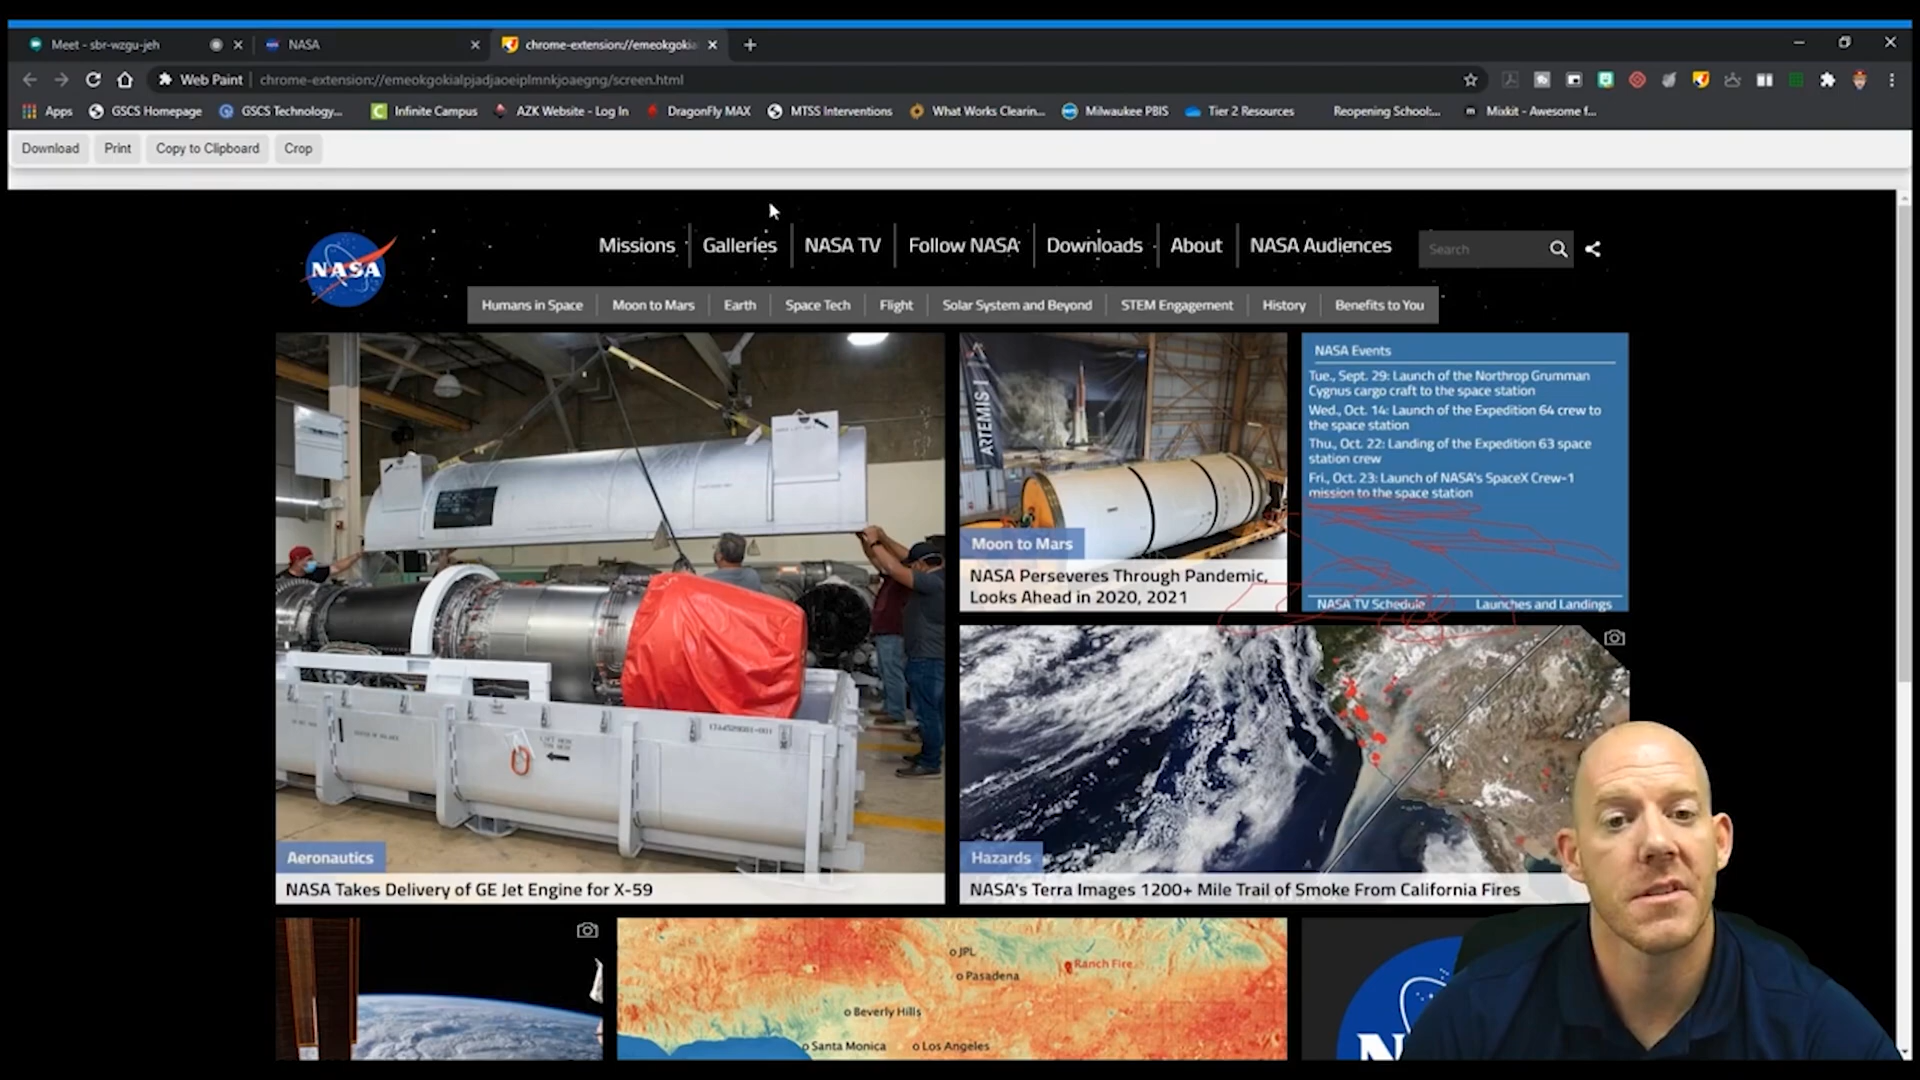 Meet - sbr-wzgu-jeh
NASA
chrome-extension://emeokgokia
Web Paint chrome-extension://emeokgokialpjadjaoeiplmnkjoaegng/screen.html
Apps GSCS Homepage GSCS Technology... Infinite Campus AZK Website - Log In DragonFly MAX MTSS Interventions What Works Clearin... Milwaukee PBIS Tier 2 Resources Reopening School:... Mixkit - Awesome f...
Download Print Copy to Clipboard Crop
NASA
Missions Galleries NASA TV Follow NASA Downloads About NASA Audiences Search
Humans in Space Moon to Mars Earth Space Tech Flight Solar System and Beyond STEM Engagement History Benefits to You
ARTEMIS I
Moon to Mars
NASA Perseveres Through Pandemic,
Looks Ahead in 2020, 2021
NASA Events
Tue., Sept. 29: Launch of the Northrop Grumman
Cygnus cargo craft to the space station
Wed., Oct. 14: Launch of the Expedition 64 crew to
the space station
Thu., Oct. 22: Landing of the Expedition 63 space
station crew
Fri., Oct. 23: Launch of NASA's SpaceX Crew-1
mission to the space station
NASA TV Schedule Launches and Landings
Aeronautics
NASA Takes Delivery of GE Jet Engine for X-59
Hazards
NASA's Terra Images 1200+ Mile Trail of Smoke From California Fires
JPL
Pasadena
Ranch Fire
Beverly Hills
Santa Monica
Los Angeles